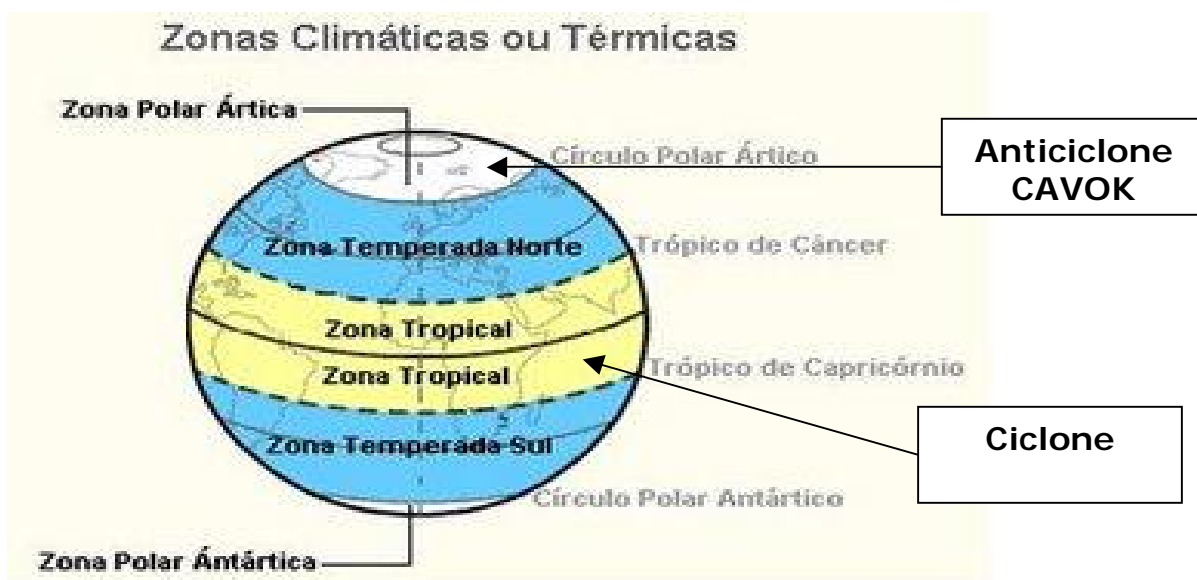 Zonas Climáticas ou Térmicas
Zona Polar Ártica
Círculo Polar Ártico
Anticiclone
CAVOK
Zona Temperada Norte
Trópico de Câncer
Zona Tropical
Zona Tropical
Trópico de Capricórnio
Ciclone
Zona Temperada Sul
Círculo Polar Antártico
Zona Polar Ántártica